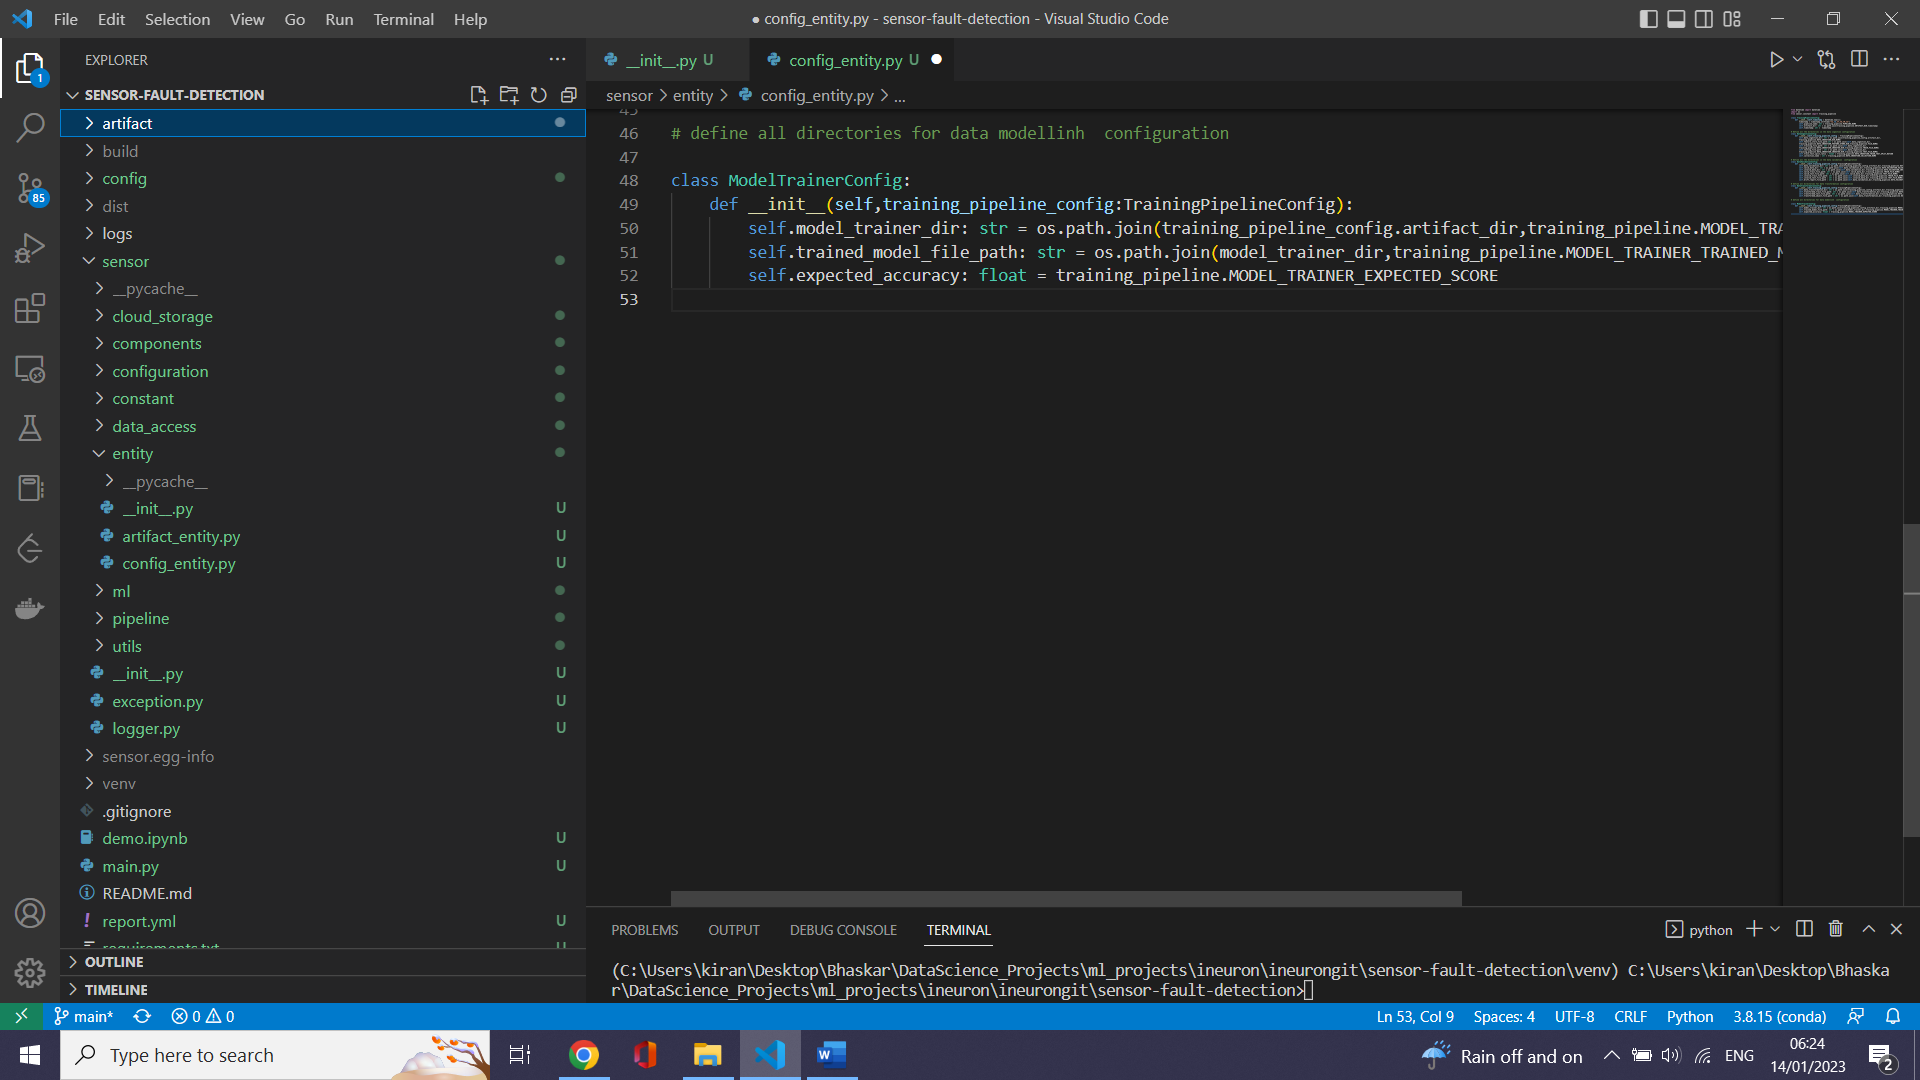 File Edit Selection View Go Run Terminal Help
● config_entity.py - sensor-fault-detection - Visual Studio Code
EXPLORER
SENSOR-FAULT-DETECTION
artifact
build
config
dist
logs
sensor
__pycache__
cloud_storage
components
configuration
constant
data_access
entity
__pycache__
__init__.py U
artifact_entity.py U
config_entity.py U
ml
pipeline
utils
__init__.py U
exception.py U
logger.py U
sensor.egg-info
venv
.gitignore
demo.ipynb U
main.py U
README.md
report.yml U
requirements.txt U
OUTLINE
TIMELINE
1
85
__init__.py U
config_entity.py U
sensor > entity > config_entity.py > ...
45
46 # define all directories for data modellinh  configuration
47
48 class ModelTrainerConfig:
49 def __init__(self,training_pipeline_config:TrainingPipelineConfig):
50 self.model_trainer_dir: str = os.path.join(training_pipeline_config.artifact_dir,training_pipeline.MODEL_TRA
51 self.trained_model_file_path: str = os.path.join(model_trainer_dir,training_pipeline.MODEL_TRAINER_TRAINED_M
52 self.expected_accuracy: float = training_pipeline.MODEL_TRAINER_EXPECTED_SCORE
53
PROBLEMS OUTPUT DEBUG CONSOLE TERMINAL
python
(C:\Users\kiran\Desktop\Bhaskar\DataScience_Projects\ml_projects\ineuron\ineurongit\sensor-fault-detection\venv) C:\Users\kiran\Desktop\Bhaska
r\DataScience_Projects\ml_projects\ineuron\ineurongit\sensor-fault-detection>
main* 0 0
Ln 53, Col 9 Spaces: 4 UTF-8 CRLF Python 3.8.15 (conda)
Type here to search
Rain off and on ENG
06:24
14/01/2023
2